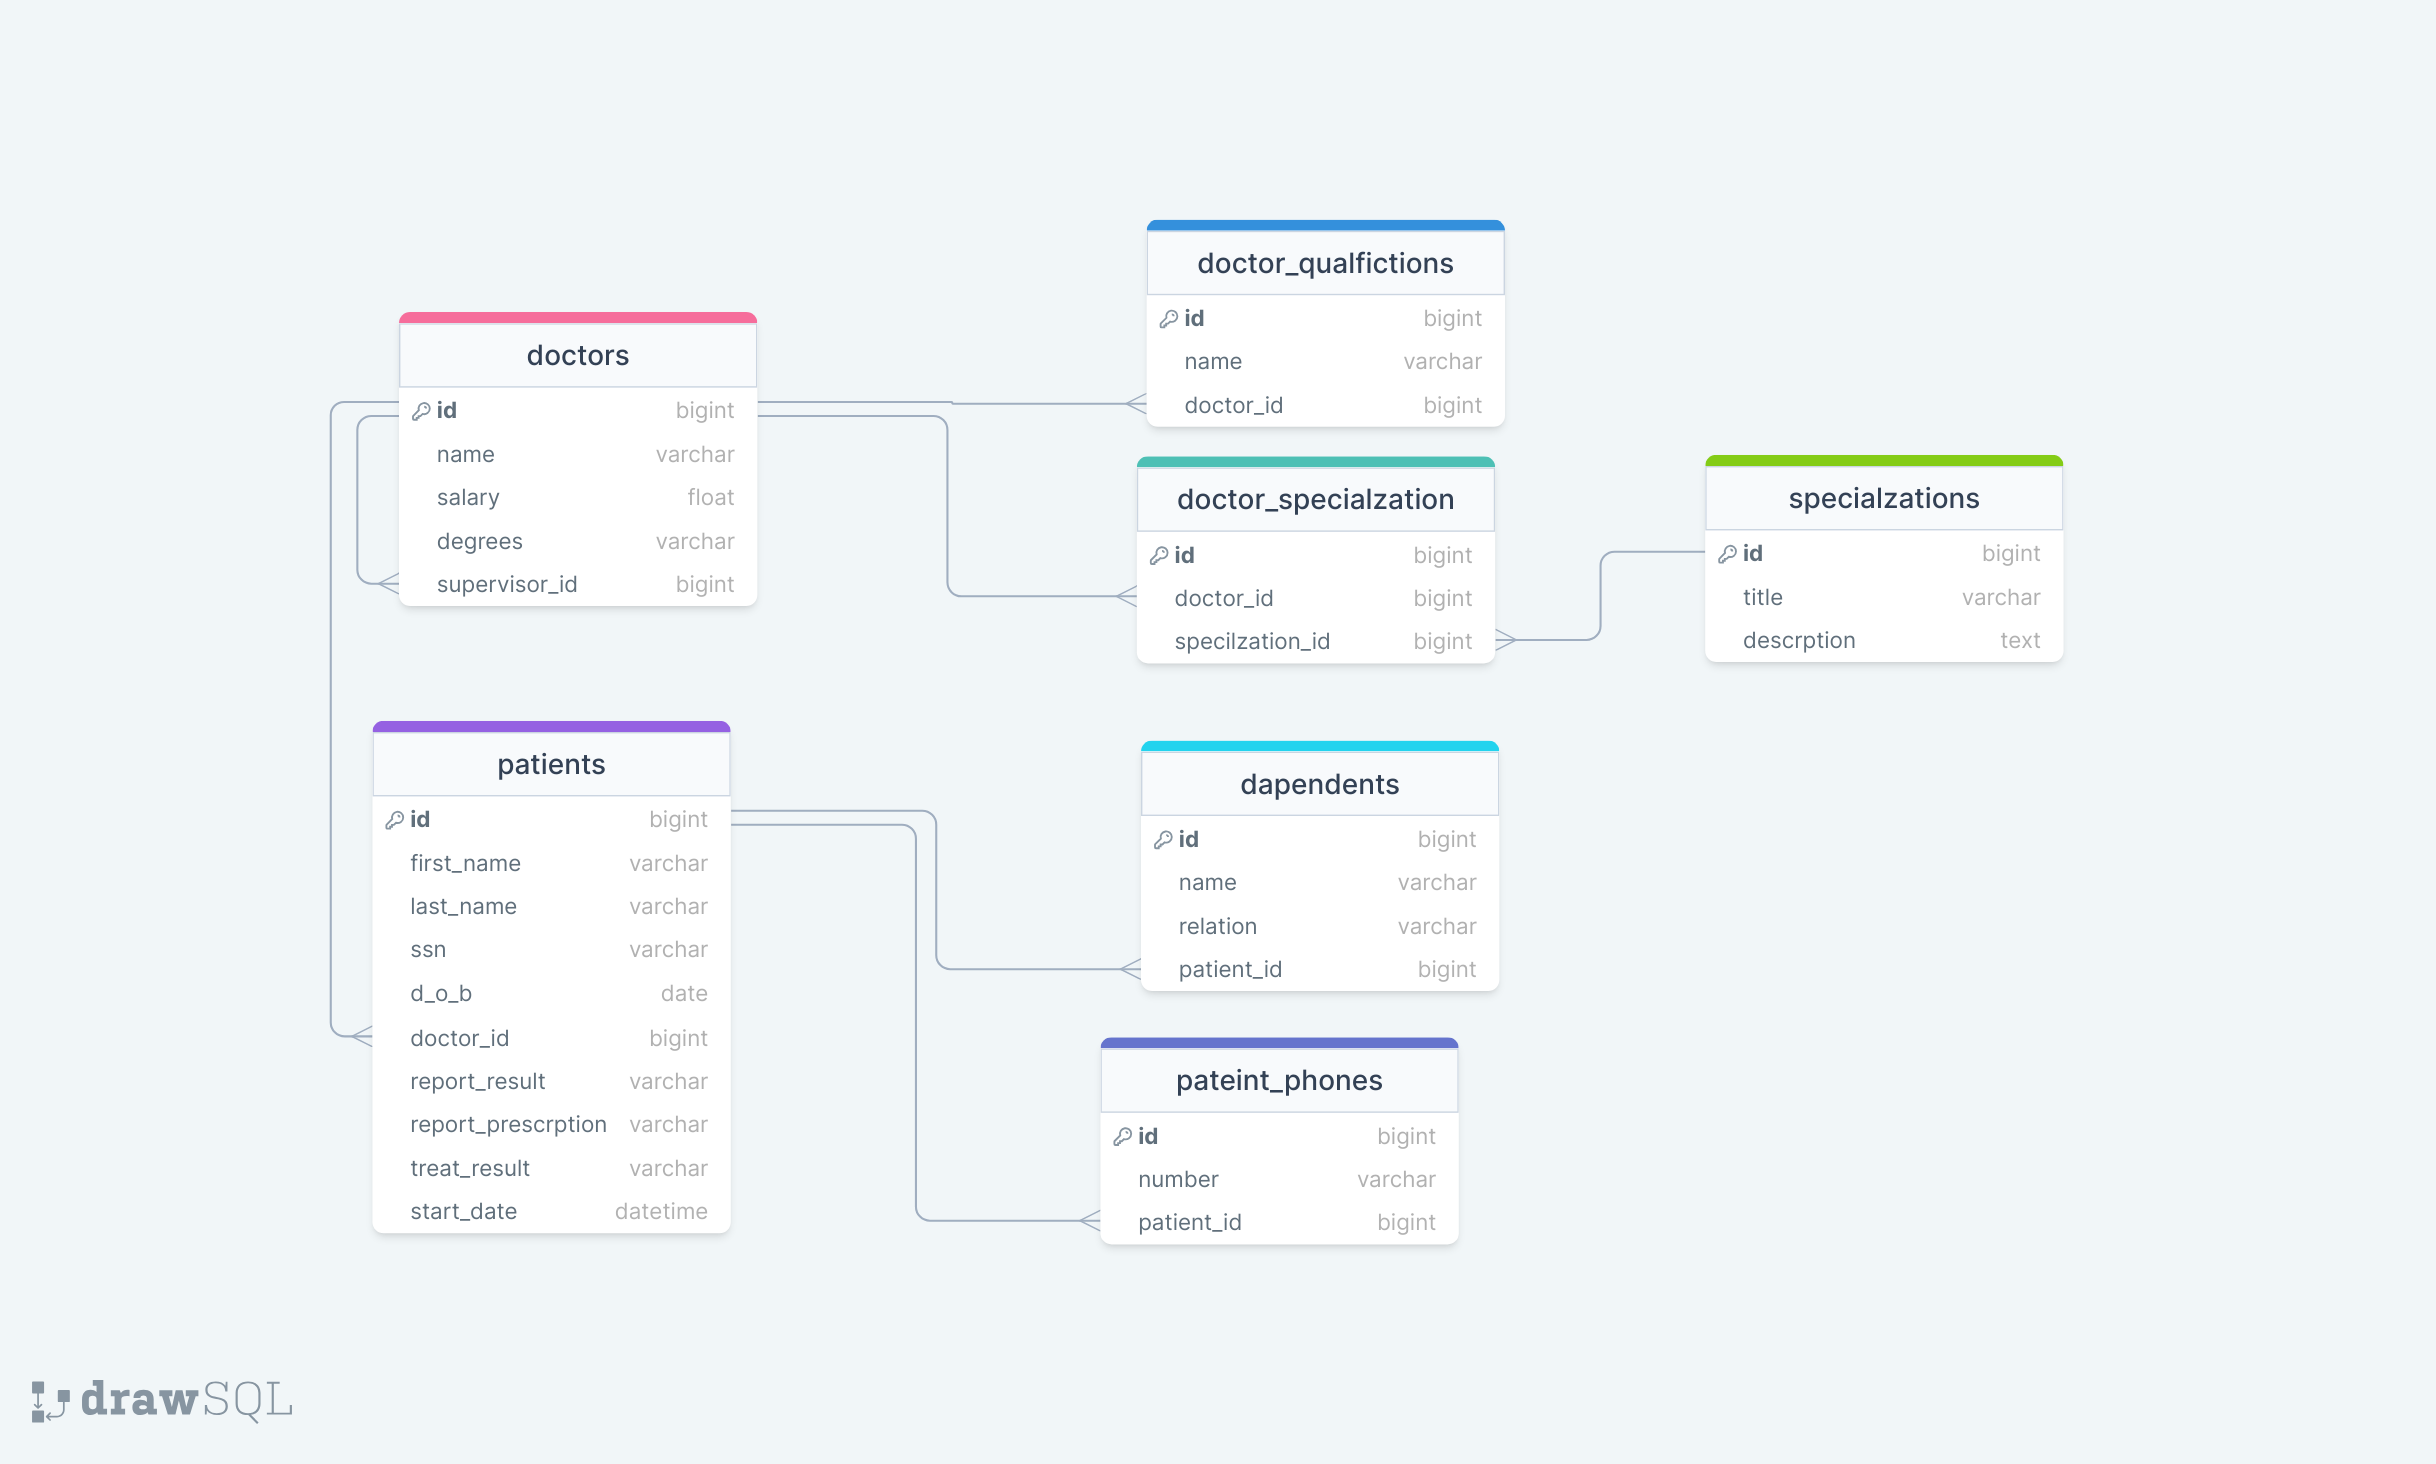 doctors
id bigint
name varchar
salary float
degrees varchar
supervisor_id bigint
doctor_qualfictions
id bigint
name varchar
doctor_id bigint
doctor_specialzation
id bigint
doctor_id bigint
specilzation_id bigint
specialzations
id bigint
title varchar
descrption text
patients
id bigint
first_name varchar
last_name varchar
ssn varchar
d_o_b date
doctor_id bigint
report_result varchar
report_prescrption varchar
treat_result varchar
start_date datetime
dapendents
id bigint
name varchar
relation varchar
patient_id bigint
pateint_phones
id bigint
number varchar
patient_id bigint
drawSQL